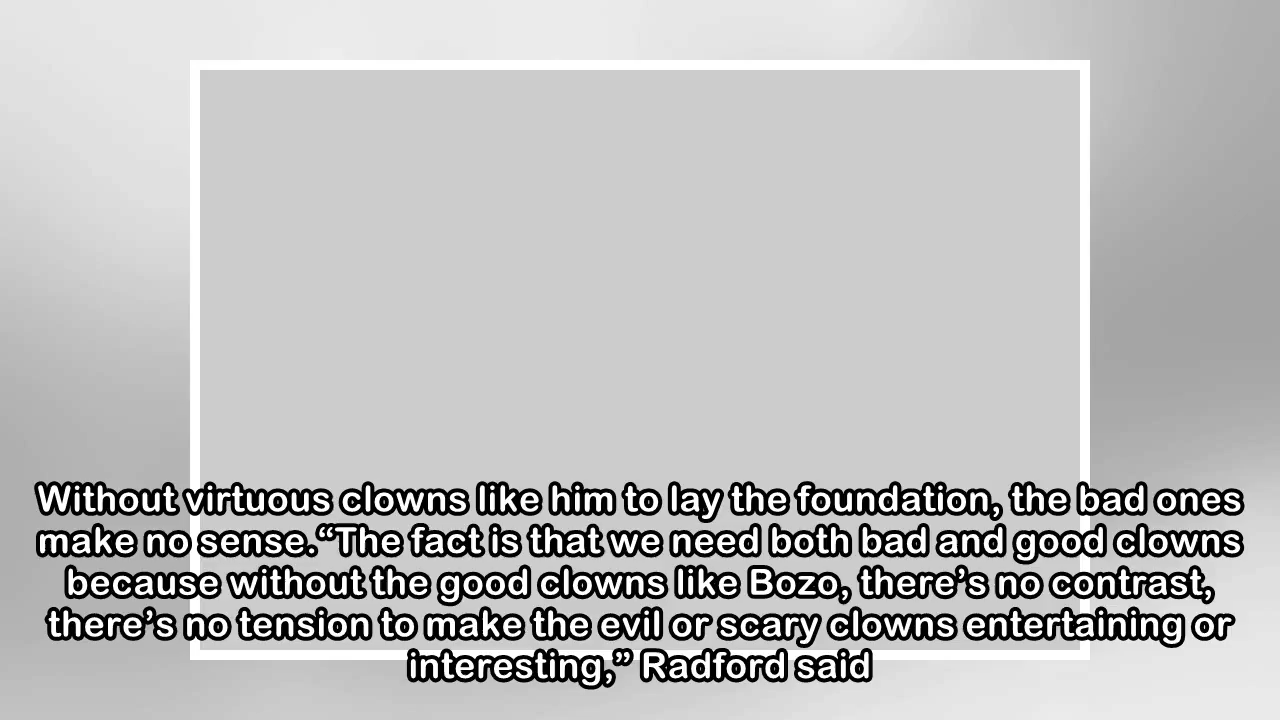 Without virtuous clowns like him to lay the foundation, the bad ones
make no sense.“The fact is that we need both bad and good clowns
because without the good clowns like Bozo, there’s no contrast,
there’s no tension to make the evil or scary clowns entertaining or
interesting,” Radford said